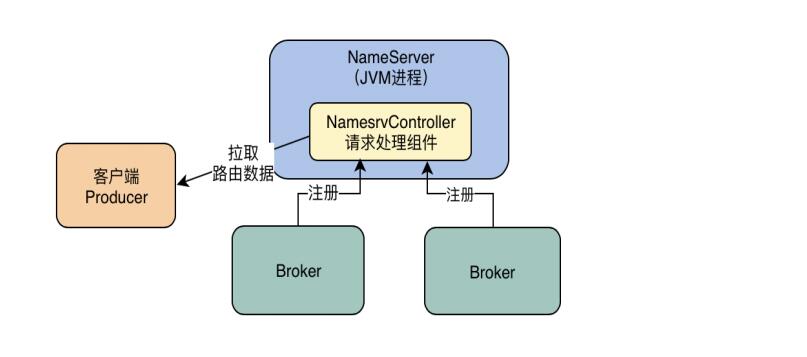 NameServer
（JVM进程）
NamesrvController
请求处理组件
拉取
路由数据
客户端
Producer
注册
注册
Broker
Broker